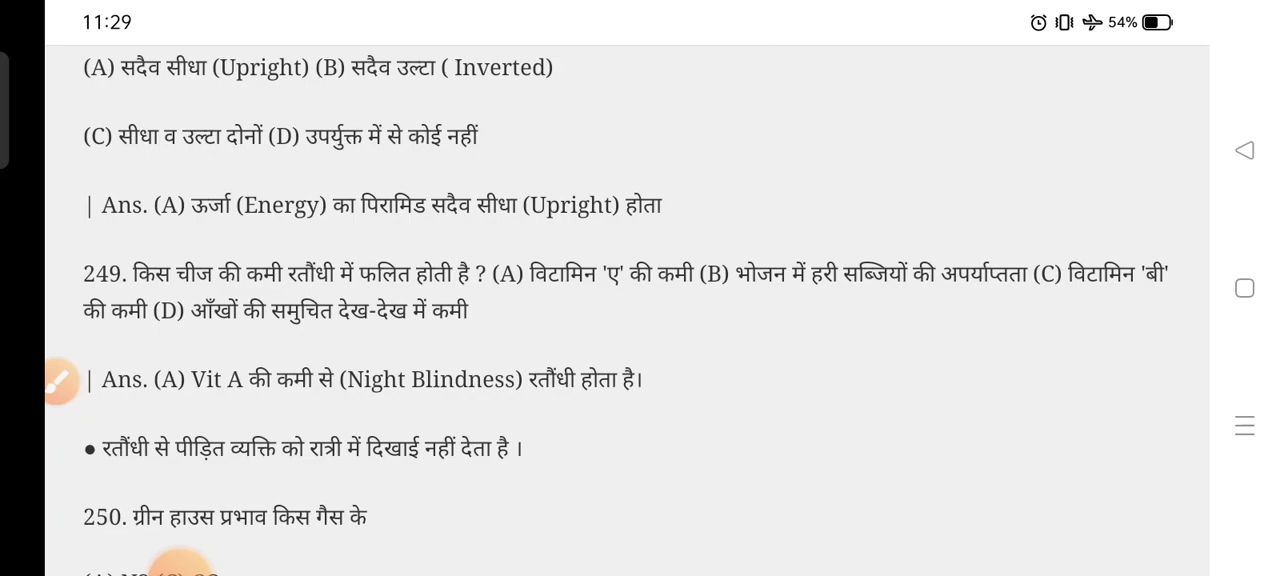 11:29
54%
(A) सदैव सीधा (Upright) (B) सदैव उल्टा ( Inverted)
(C) सीधा व उल्टा दोनों (D) उपर्युक्त में से कोई नहीं
| Ans. (A) ऊर्जा (Energy) का पिरामिड सदैव सीधा (Upright) होता
249. किस चीज की कमी रतौंधी में फलित होती है ? (A) विटामिन 'ए' की कमी (B) भोजन में हरी सब्जियों की अपर्याप्तता (C) विटामिन 'बी'
की कमी (D) आँखों की समुचित देख-देख में कमी
| Ans. (A) Vit A की कमी से (Night Blindness) रतौंधी होता है।
● रतौंधी से पीड़ित व्यक्ति को रात्री में दिखाई नहीं देता है ।
250. ग्रीन हाउस प्रभाव किस गैस के